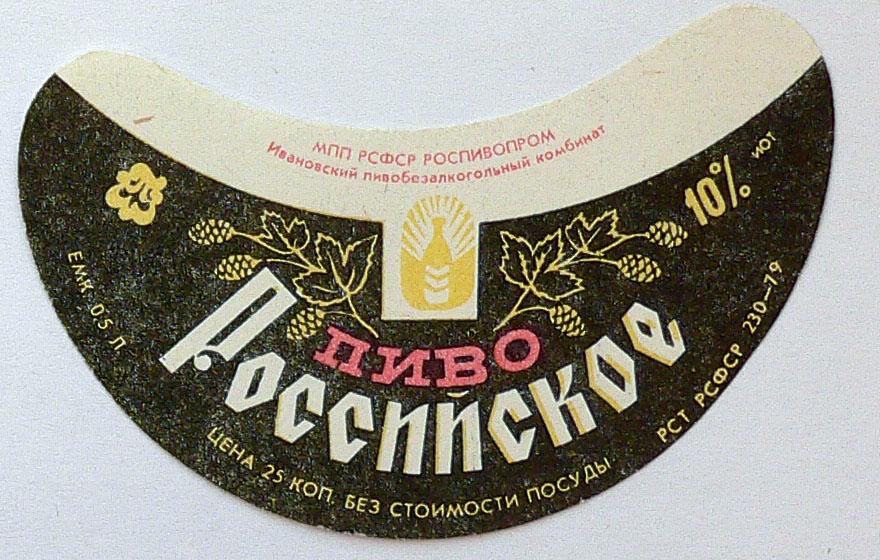 МПП РСФСР РОСПИВОПРОМ
Ивановский пивобезалкогольный комбинат
10% ИОТ
ЕМК. 0,5 Л
ПИВО
Российское
ЦЕНА 25 КОП. БЕЗ СТОИМОСТИ ПОСУДЫ
РСТ РСФСР 230—79